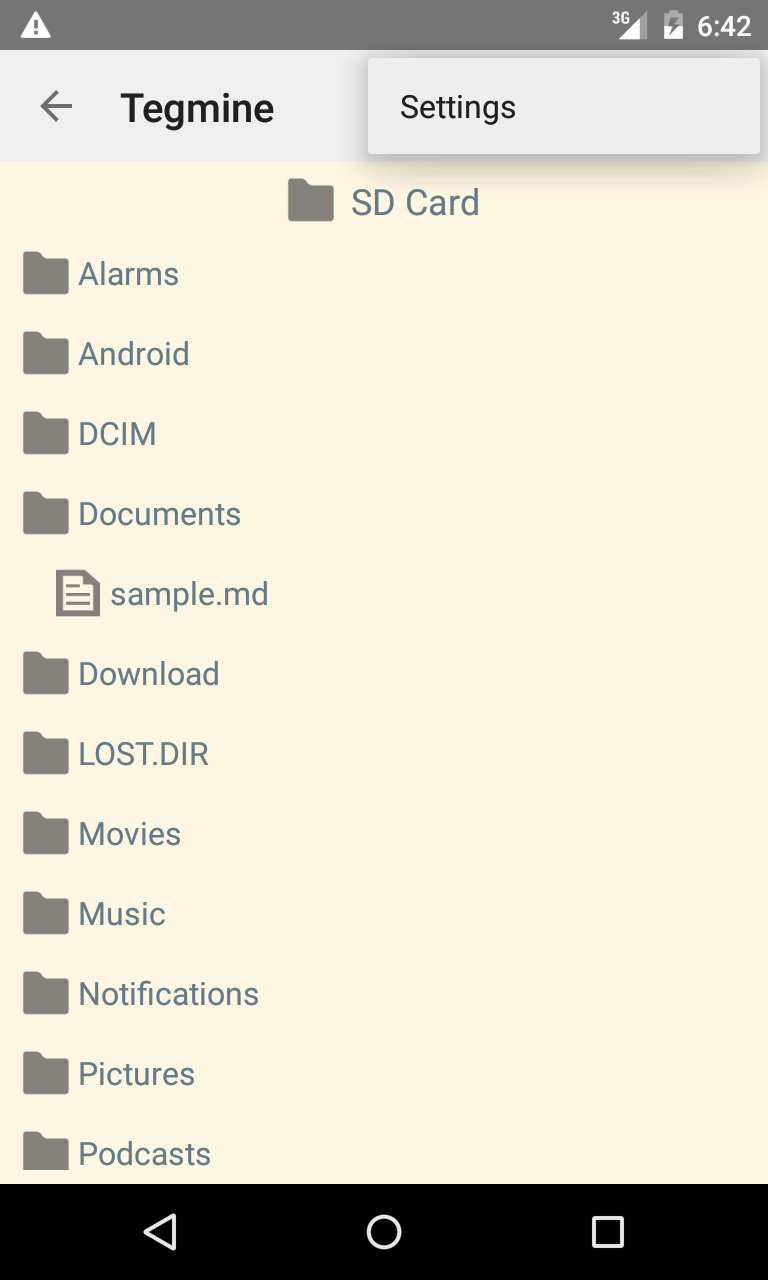 3G 6:42
Tegmine
Settings
SD Card
Alarms
Android
DCIM
Documents
sample.md
Download
LOST.DIR
Movies
Music
Notifications
Pictures
Podcasts